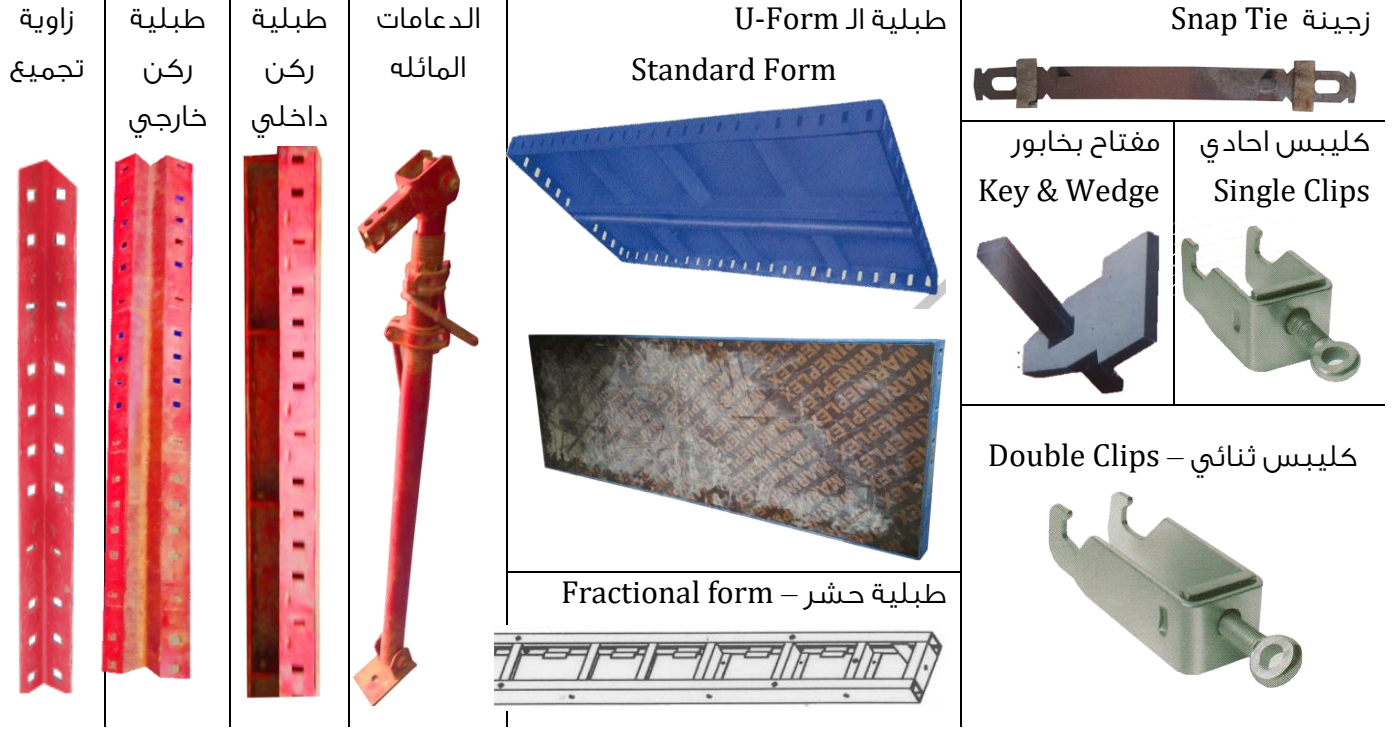 زجينة Snap Tie
كليبس احادي
Single Clips
مفتاح بخابور
Key & Wedge
كليبس ثنائي – Double Clips
طبلية الـ U-Form
Standard Form
MARINEPLEX
طبلية حشر – Fractional form
الدعامات
المائله
طبلية
ركن
داخلي
طبلية
ركن
خارجي
زاوية
تجميع